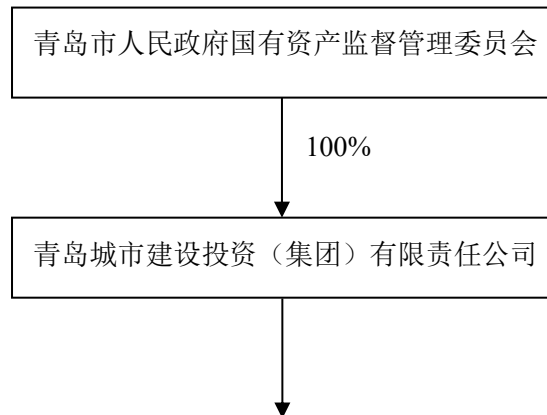 青岛市人民政府国有资产监督管理委员会
100%
青岛城市建设投资（集团）有限责任公司